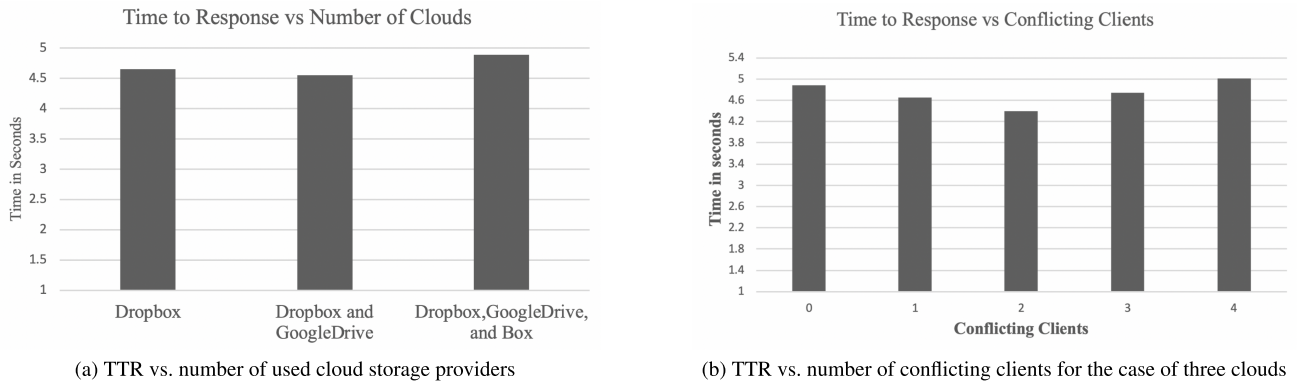 Time to Response vs Number of Clouds
Time in Seconds
5
4.5
4
3.5
3
2.5
2
1.5
1
Dropbox
Dropbox and
GoogleDrive
Dropbox,GoogleDrive,
and Box
(a) TTR vs. number of used cloud storage providers
Time to Response vs Conflicting Clients
Time in seconds
5.4
5
4.6
4.2
3.8
3.4
3
2.6
2.2
1.8
1.4
1
0
1
2
3
4
Conflicting Clients
(b) TTR vs. number of conflicting clients for the case of three clouds